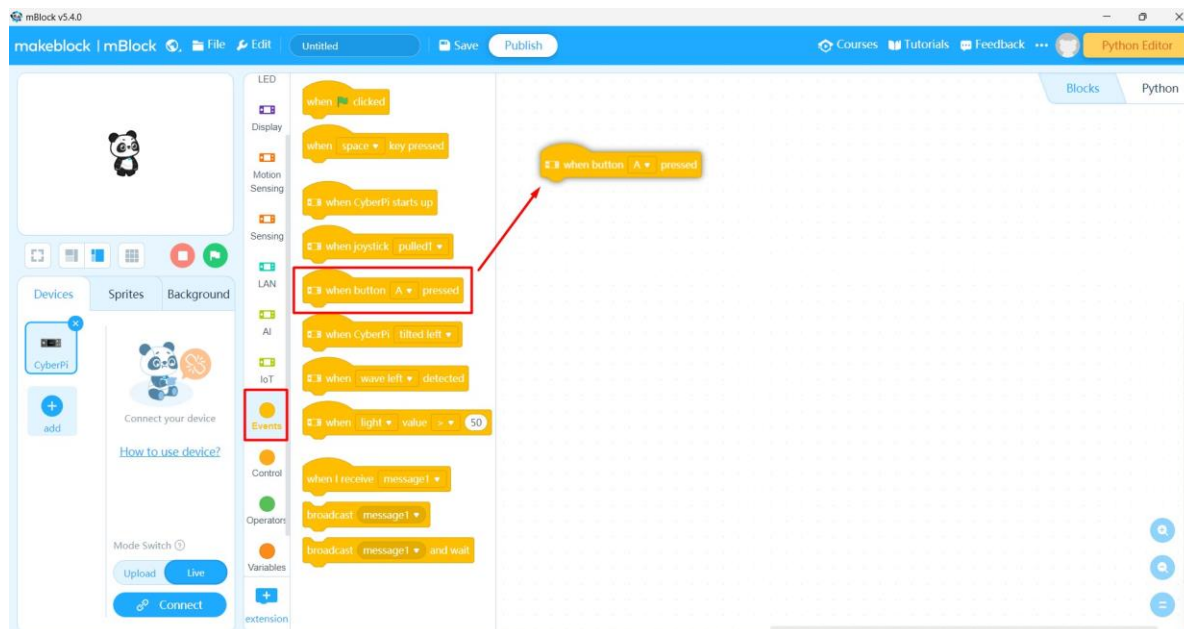 mBlock v5.4.0
makeblock | mBlock File Edit Untitled Save Publish Courses Tutorials Feedback Python Editor
Blocks Python
Devices Sprites Background
CyberPi
add
Connect your device
How to use device?
Mode Switch
Upload Live
Connect
LED
Display
Motion
Sensing
Sensing
LAN
AI
IoT
Events
Control
Operators
Variables
extension
when clicked
when space key pressed
when CyberPi starts up
when joystick pulled↑
when button A pressed
when CyberPi tilted left
when wave left detected
when light value > 50
when I receive message1
broadcast message1
broadcast message1 and wait
when button A pressed